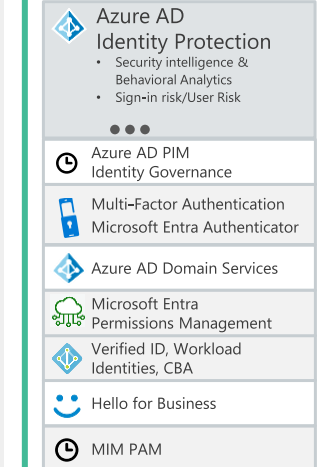 Azure AD
Identity Protection
• Security intelligence &
Behavioral Analytics
• Sign-in risk/User Risk
Azure AD PIM
Identity Governance
Multi-Factor Authentication
Microsoft Entra Authenticator
Azure AD Domain Services
Microsoft Entra
Permissions Management
Verified ID, Workload
Identities, CBA
Hello for Business
MIM PAM